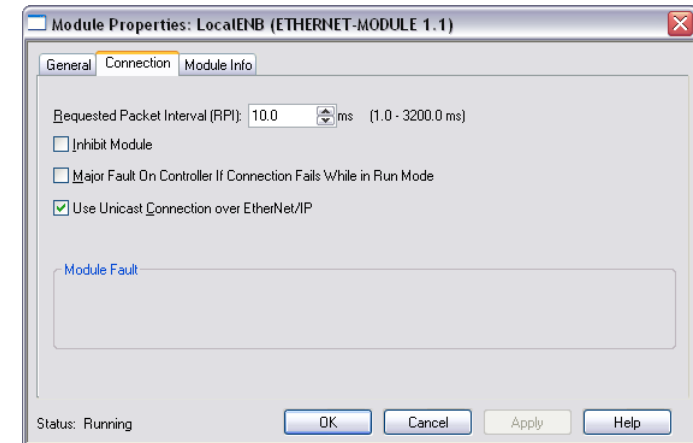 Module Properties: LocalENB (ETHERNET-MODULE 1.1)
General Connection Module Info
Requested Packet Interval (RPI): 10.0 ms (1.0 - 3200.0 ms)
Inhibit Module
Major Fault On Controller If Connection Fails While in Run Mode
Use Unicast Connection over EtherNet/IP
Module Fault
Status: Running OK Cancel Apply Help